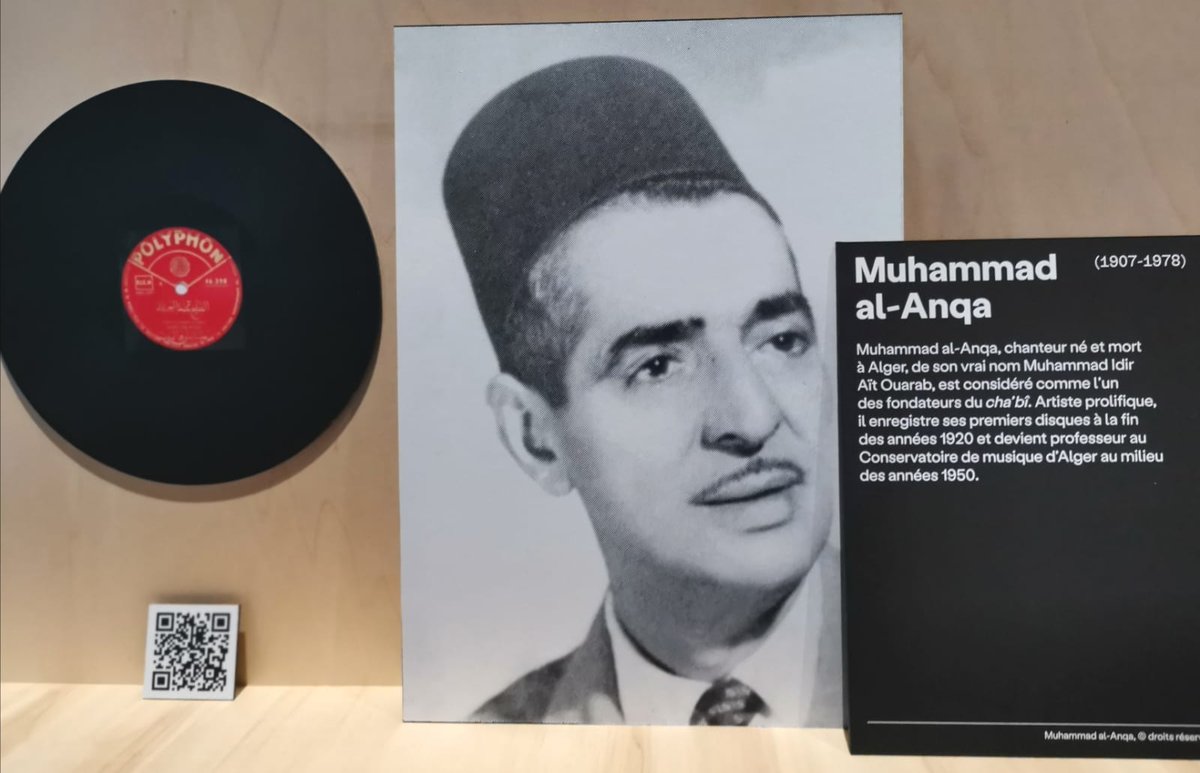 POLYPHON
Muhammad
al-Anqa
(1907-1978)
Muhammad al-Anqa, chanteur né et mort
à Alger, de son vrai nom Muhammad Idir
Aït Ouarab, est considéré comme l'un
des fondateurs du cha'bî. Artiste prolifique,
il enregistre ses premiers disques à la fin
des années 1920 et devient professeur au
Conservatoire de musique d'Alger au milieu
des années 1950.
Muhammad al-Anqa, © droits